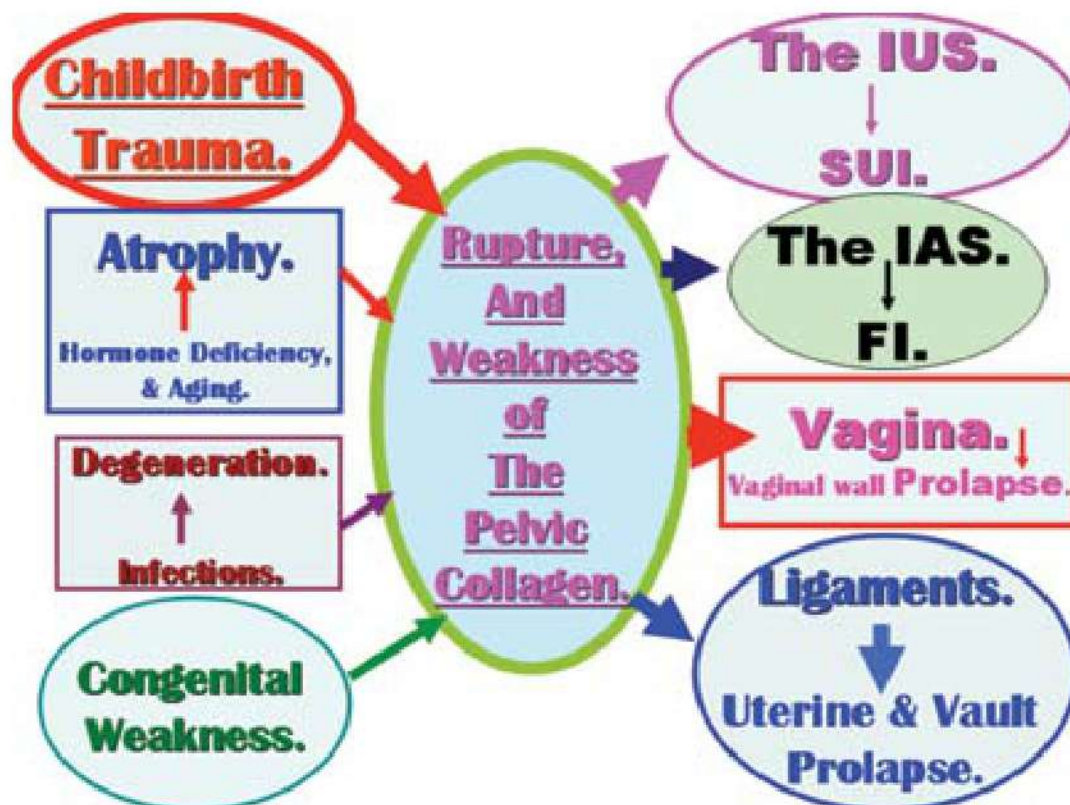 Childbirth
Trauma.
Atrophy.
Hormone Deficiency,
& Aging.
Degeneration.
Infections.
Congenital
Weakness.
Rupture,
And
Weakness
of
The
Pelvic
Collagen.
The IUS.
SUI.
The IAS.
FI.
Vagina.
Vaginal wall Prolapse.
Ligaments.
Uterine & Vault
Prolapse.